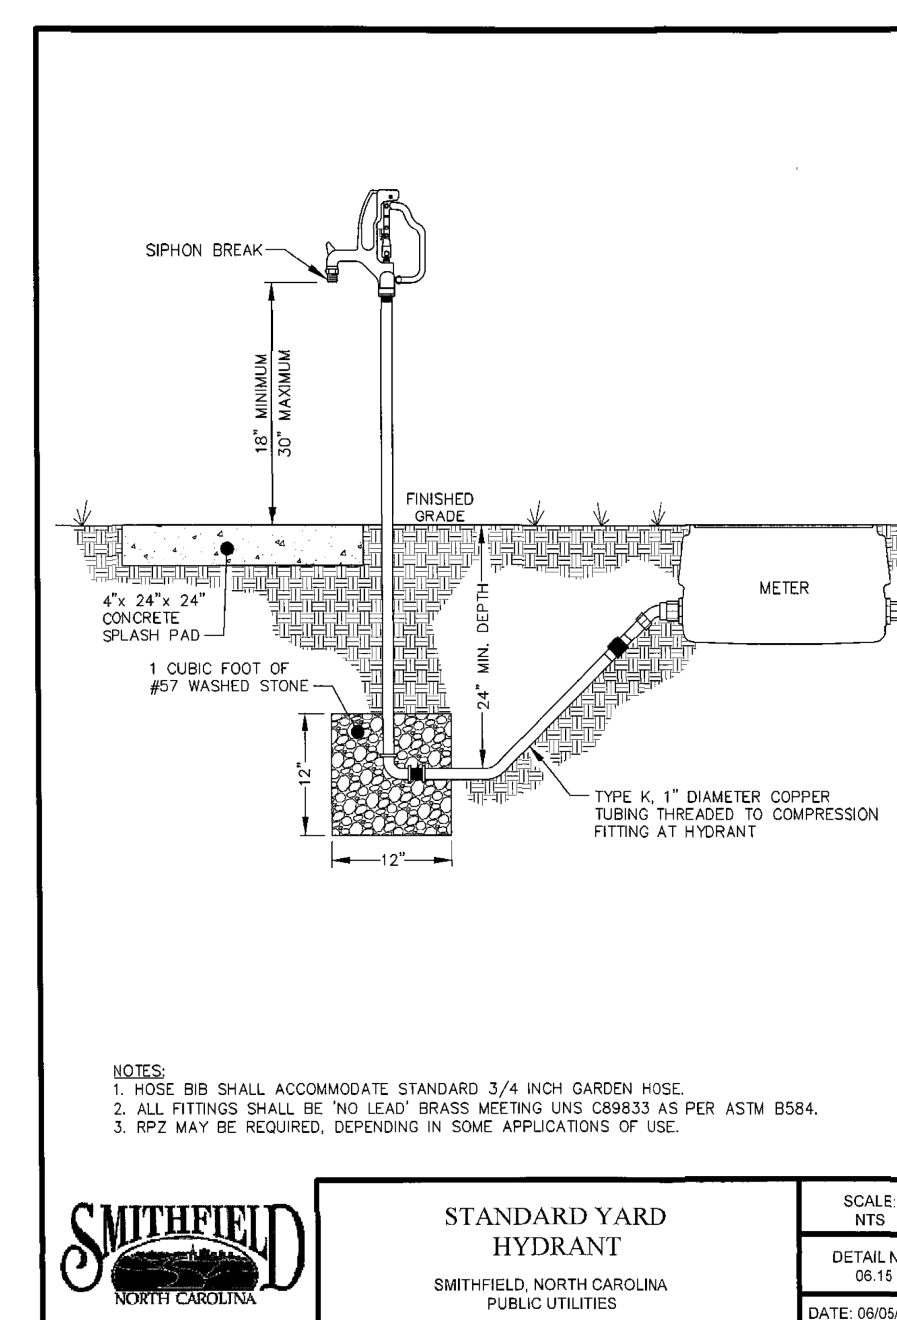 SIPHON BREAK
18" MINIMUM
30" MAXIMUM
FINISHED
GRADE
METER
4"x 24"x 24"
CONCRETE
SPLASH PAD
24" MIN. DEPTH
1 CUBIC FOOT OF
#57 WASHED STONE
12"
12"
TYPE K, 1" DIAMETER COPPER
TUBING THREADED TO COMPRESSION
FITTING AT HYDRANT
NOTES:
1. HOSE BIB SHALL ACCOMMODATE STANDARD 3/4 INCH GARDEN HOSE.
2. ALL FITTINGS SHALL BE 'NO LEAD' BRASS MEETING UNS C89833 AS PER ASTM B584.
3. RPZ MAY BE REQUIRED, DEPENDING IN SOME APPLICATIONS OF USE.
SMITHFIELD
NORTH CAROLINA
STANDARD YARD
HYDRANT
SMITHFIELD, NORTH CAROLINA
PUBLIC UTILITIES
SCALE:
NTS
DETAIL N
06.15
DATE: 06/05/